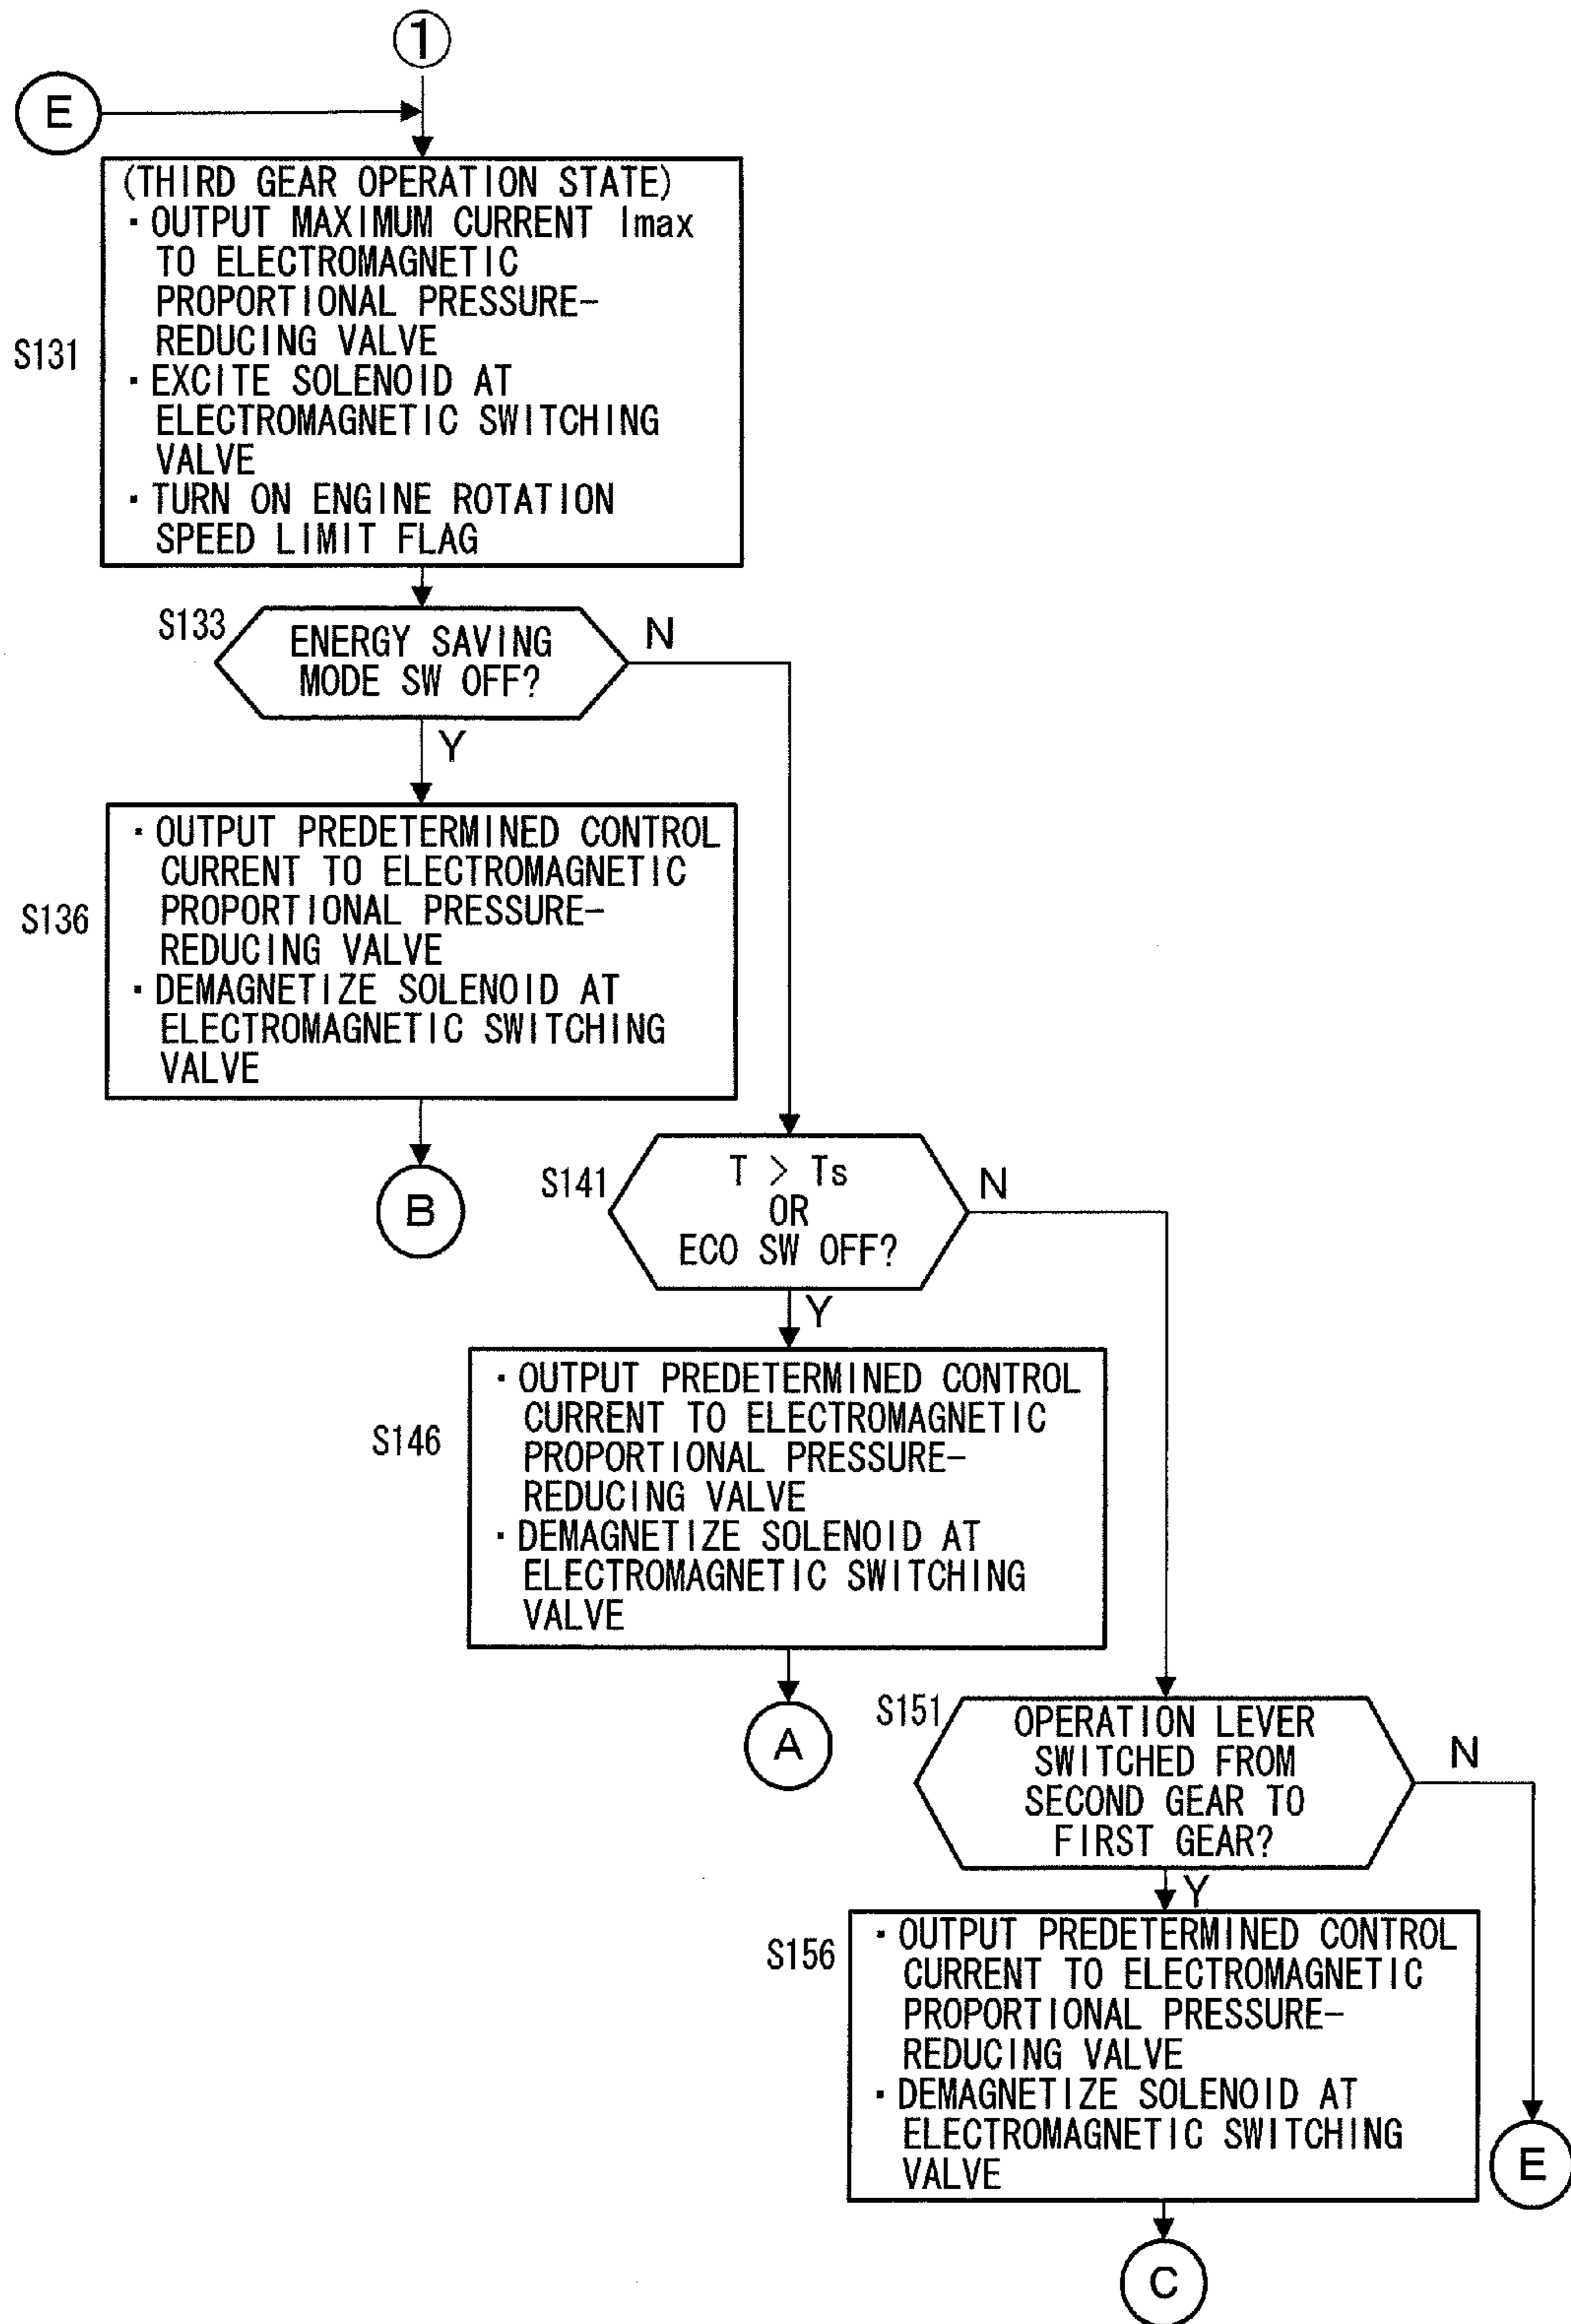 ①
E
(THIRD GEAR OPERATION STATE)
・OUTPUT MAXIMUM CURRENT Imax
TO ELECTROMAGNETIC
PROPORTIONAL PRESSURE-
REDUCING VALVE
・EXCITE SOLENOID AT
ELECTROMAGNETIC SWITCHING
VALVE
・TURN ON ENGINE ROTATION
SPEED LIMIT FLAG
S131
S133
ENERGY SAVING
MODE SW OFF?
N
Y
・OUTPUT PREDETERMINED CONTROL
CURRENT TO ELECTROMAGNETIC
PROPORTIONAL PRESSURE-
REDUCING VALVE
・DEMAGNETIZE SOLENOID AT
ELECTROMAGNETIC SWITCHING
VALVE
S136
B
S141
T > Ts
OR
ECO SW OFF?
N
Y
・OUTPUT PREDETERMINED CONTROL
CURRENT TO ELECTROMAGNETIC
PROPORTIONAL PRESSURE-
REDUCING VALVE
・DEMAGNETIZE SOLENOID AT
ELECTROMAGNETIC SWITCHING
VALVE
S146
A
S151
OPERATION LEVER
SWITCHED FROM
SECOND GEAR TO
FIRST GEAR?
N
Y
S156
・OUTPUT PREDETERMINED CONTROL
CURRENT TO ELECTROMAGNETIC
PROPORTIONAL PRESSURE-
REDUCING VALVE
・DEMAGNETIZE SOLENOID AT
ELECTROMAGNETIC SWITCHING
VALVE
E
C